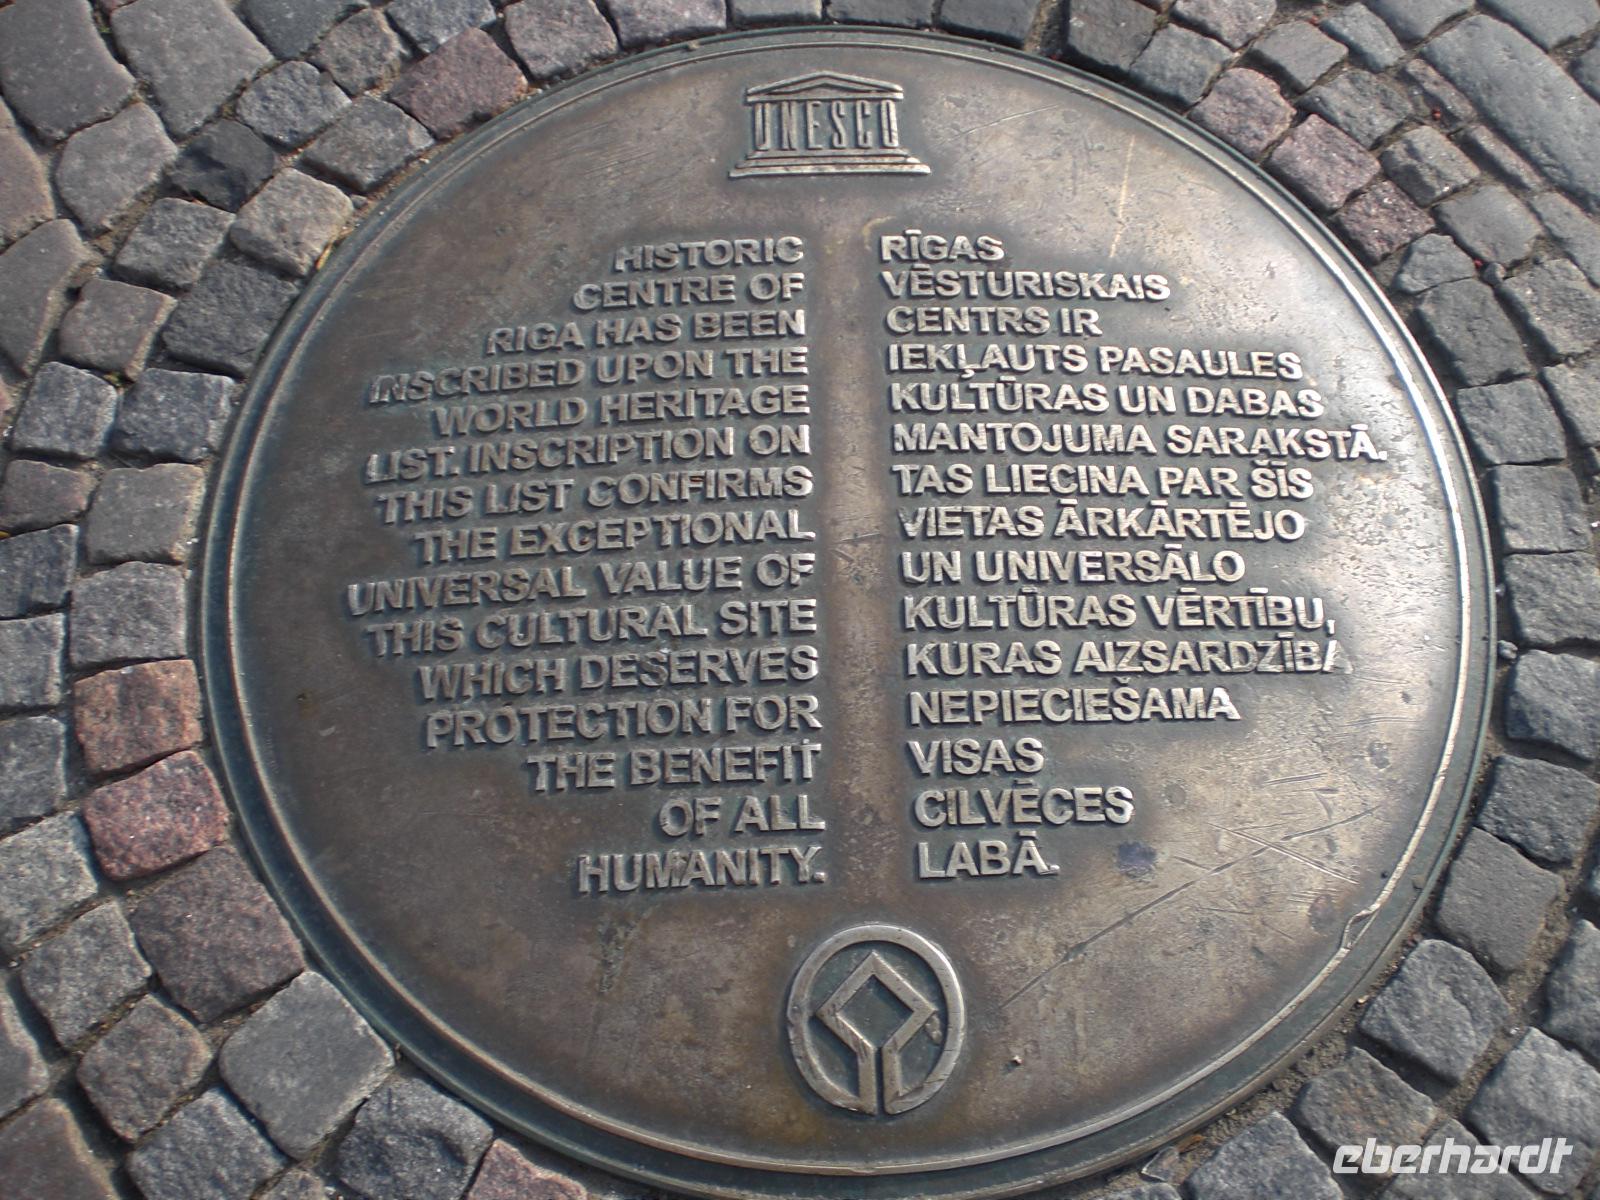 UNESCO
HISTORIC
CENTRE OF
RIGA HAS BEEN
INSCRIBED UPON THE
WORLD HERITAGE
LIST. INSCRIPTION ON
THIS LIST CONFIRMS
THE EXCEPTIONAL
UNIVERSAL VALUE OF
THIS CULTURAL SITE
WHICH DESERVES
PROTECTION FOR
THE BENEFIT
OF ALL
HUMANITY.
RĪGAS
VĒSTURISKAIS
CENTRS IR
IEKĻAUTS PASAULES
KULTŪRAS UN DABAS
MANTOJUMA SARAKSTĀ.
TAS LIECINA PAR ŠĪS
VIETAS ĀRKĀRTĒJO
UN UNIVERSĀLO
KULTŪRAS VĒRTĪBU,
KURAS AIZSARDZĪBA
NEPIECIEŠAMA
VISAS
CILVĒCES
LABĀ.
eberhardt